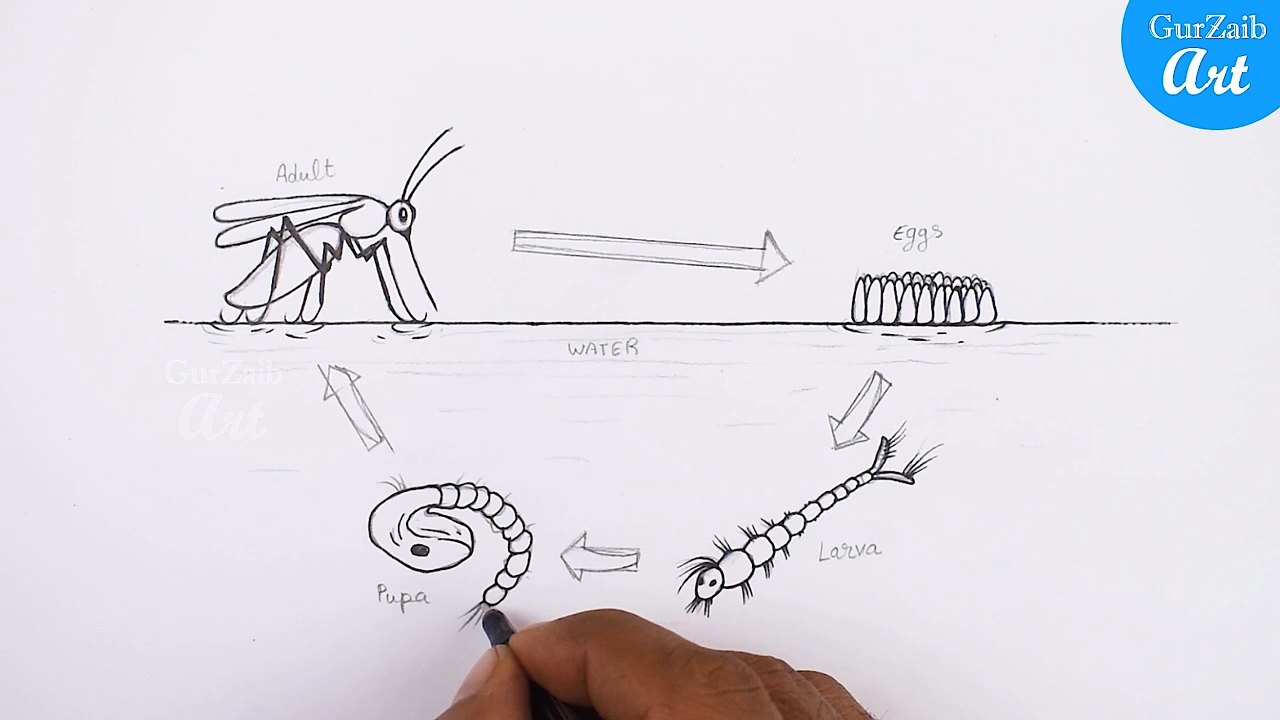 GurZaib
Art
Adult
Eggs
WATER
GurZaib
Art
Larva
Pupa